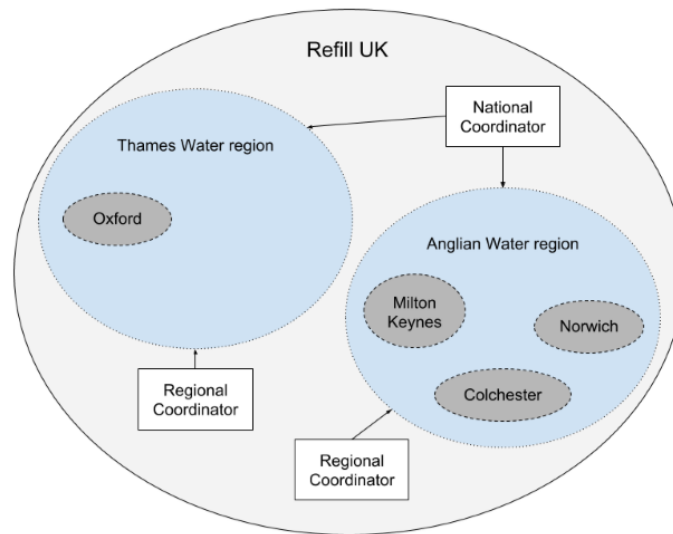 Refill UK
National
Coordinator
Thames Water region
Oxford
Anglian Water region
Milton
Keynes
Norwich
Colchester
Regional
Coordinator
Regional
Coordinator